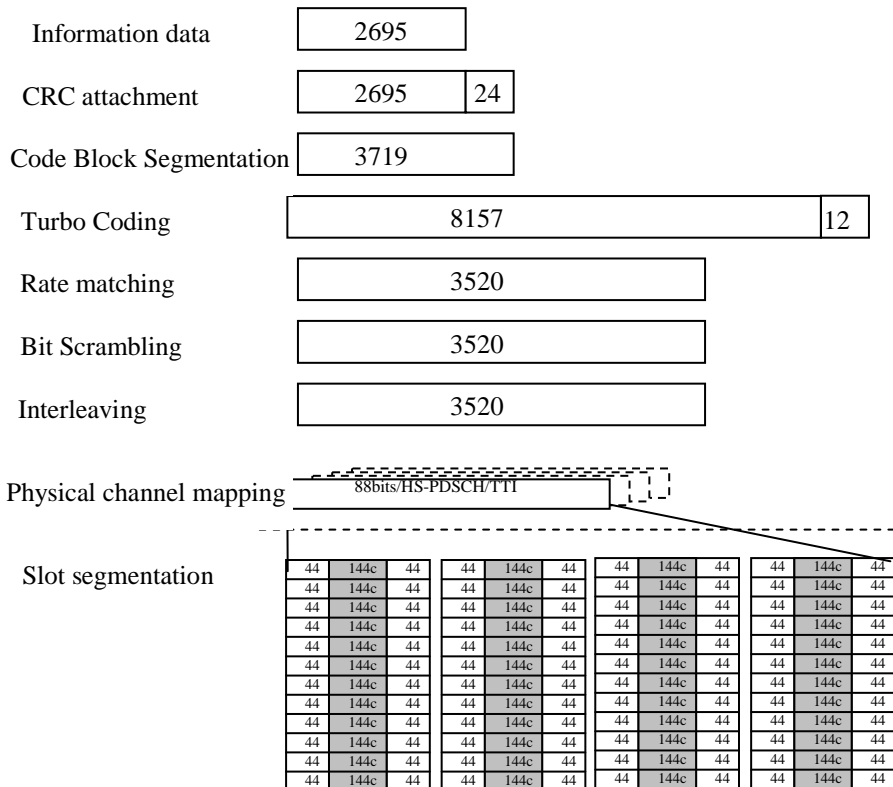 Information data 2695
CRC attachment 2695 24
Code Block Segmentation 3719
Turbo Coding 8157 12
Rate matching 3520
Bit Scrambling 3520
Interleaving 3520
Physical channel mapping 88bits/HS-PDSCH/TTI
Slot segmentation
44 144c 44 44 144c 44 44 144c 44 44 144c 44
44 144c 44 44 144c 44 44 144c 44 44 144c 44
44 144c 44 44 144c 44 44 144c 44 44 144c 44
44 144c 44 44 144c 44 44 144c 44 44 144c 44
44 144c 44 44 144c 44 44 144c 44 44 144c 44
44 144c 44 44 144c 44 44 144c 44 44 144c 44
44 144c 44 44 144c 44 44 144c 44 44 144c 44
44 144c 44 44 144c 44 44 144c 44 44 144c 44
44 144c 44 44 144c 44 44 144c 44 44 144c 44
44 144c 44 44 144c 44 44 144c 44 44 144c 44
44 144c 44 44 144c 44 44 144c 44 44 144c 44
44 144c 44 44 144c 44 44 144c 44 44 144c 44